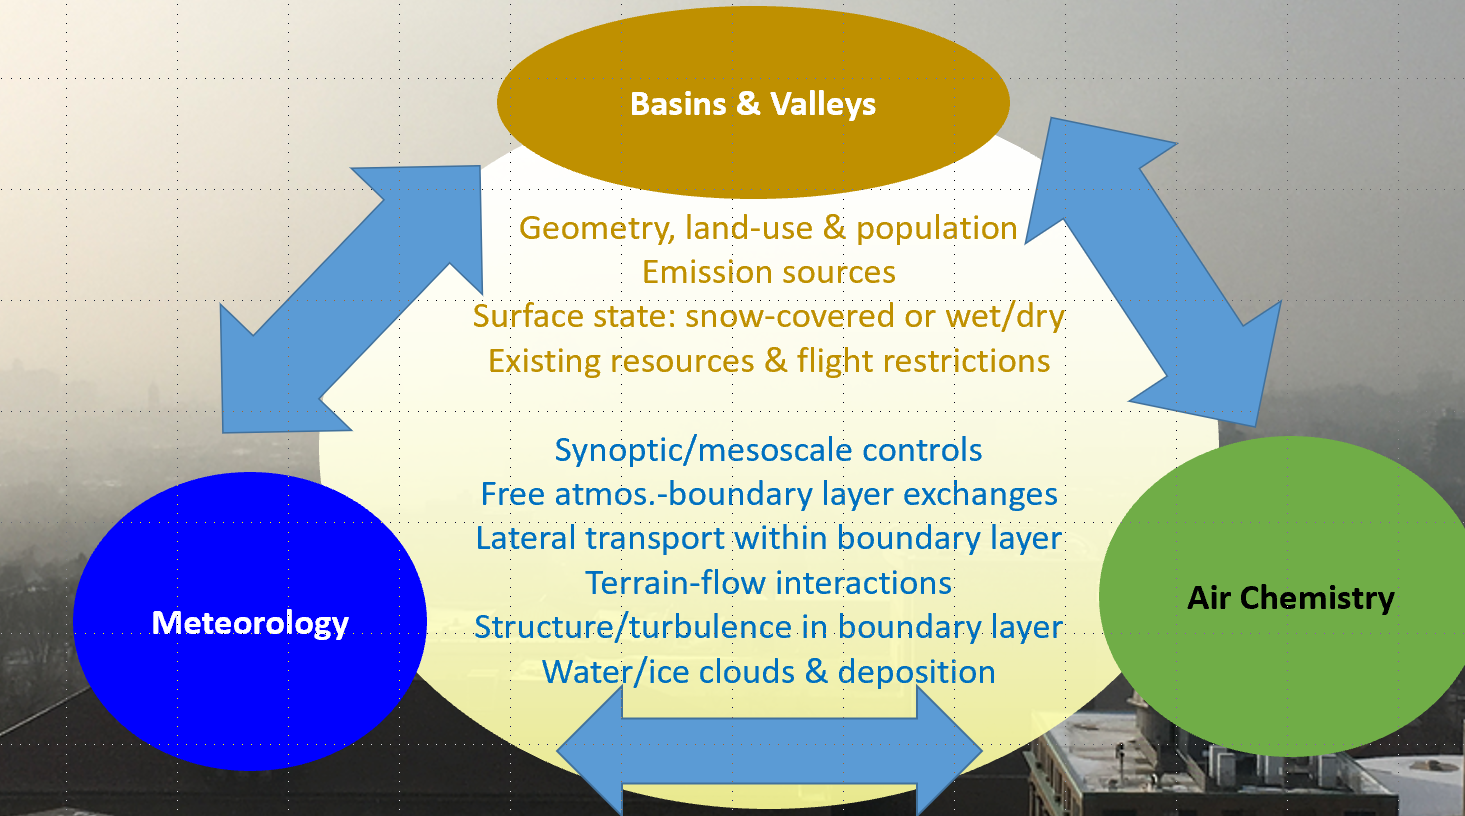 Basins & Valleys
Geometry, land-use & population
Emission sources
Surface state: snow-covered or wet/dry
Existing resources & flight restrictions
Synoptic/mesoscale controls
Free atmos.-boundary layer exchanges
Lateral transport within boundary layer
Terrain-flow interactions
Structure/turbulence in boundary layer
Water/ice clouds & deposition
Meteorology
Air Chemistry